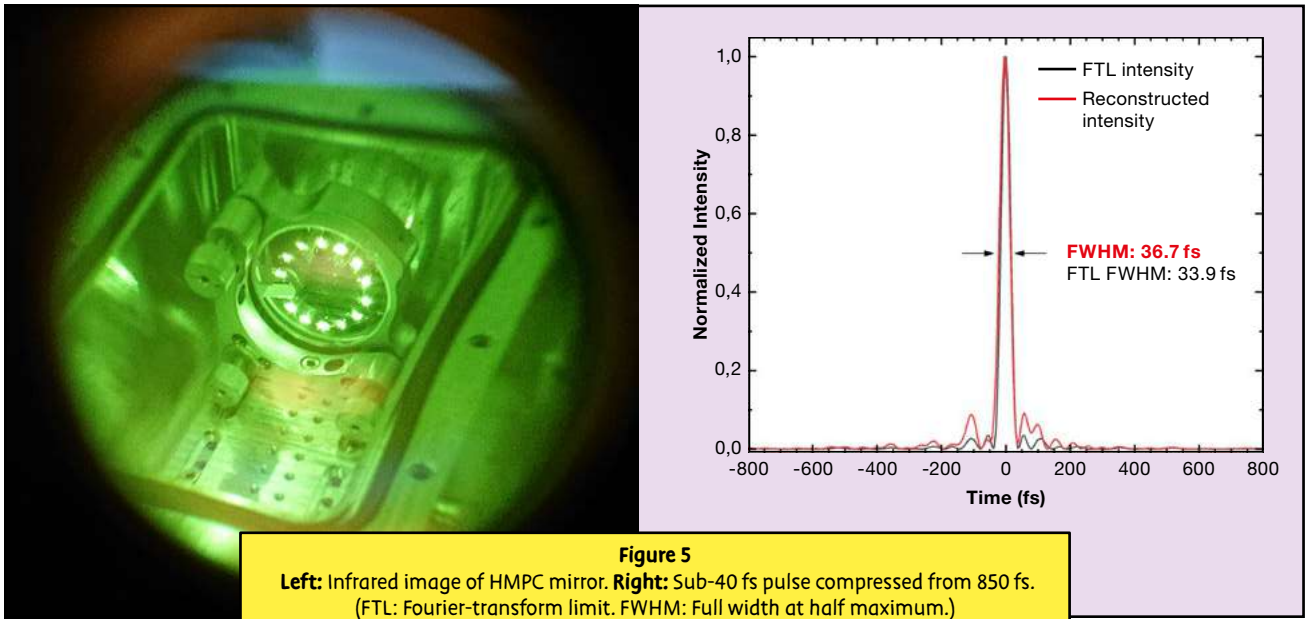 1,0
0,8
0,6
0,4
0,2
0,0
Normalized Intensity
FTL intensity
Reconstructed
intensity
FWHM: 36.7 fs
FTL FWHM: 33.9 fs
-800 -600 -400 -200 0 200 400 600 800
Time (fs)
Figure 5
Left: Infrared image of HMPC mirror. Right: Sub-40 fs pulse compressed from 850 fs.
(FTL: Fourier-transform limit. FWHM: Full width at half maximum.)